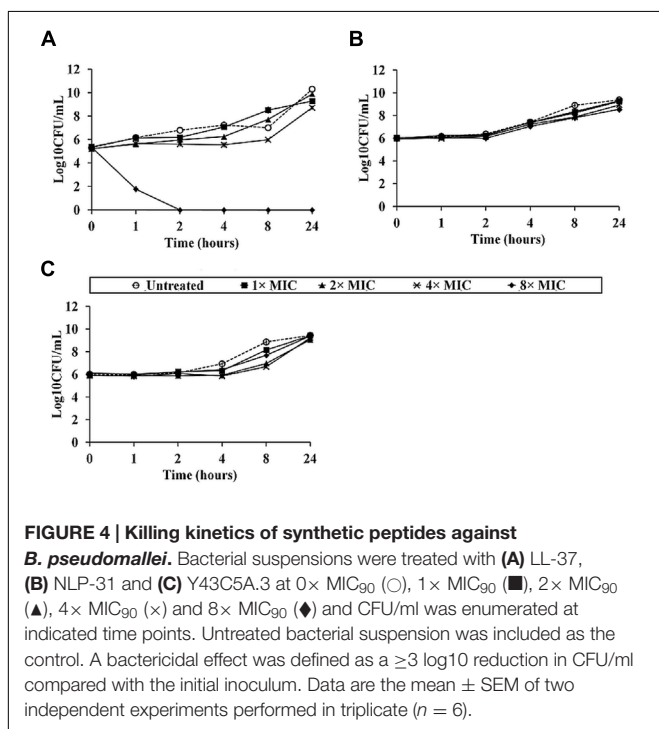 A
B
12
10
8
6
4
2
0
Log10CFU/mL
0 1 2 4 8 24
Time (hours)
12
10
8
6
4
2
0
Log10CFU/mL
0 1 2 4 8 24
Time (hours)
C
Untreated 1× MIC 2× MIC 4× MIC 8× MIC
12
10
8
6
4
2
0
Log10CFU/mL
0 1 2 4 8 24
Time (hours)
FIGURE 4 | Killing kinetics of synthetic peptides against
B. pseudomallei. Bacterial suspensions were treated with (A) LL-37,
(B) NLP-31 and (C) Y43C5A.3 at 0× MIC90 (○), 1× MIC90 (■), 2× MIC90
(▲), 4× MIC90 (×) and 8× MIC90 (♦) and CFU/ml was enumerated at
indicated time points. Untreated bacterial suspension was included as the
control. A bactericidal effect was defined as a ≥3 log10 reduction in CFU/ml
compared with the initial inoculum. Data are the mean ± SEM of two
independent experiments performed in triplicate (n = 6).